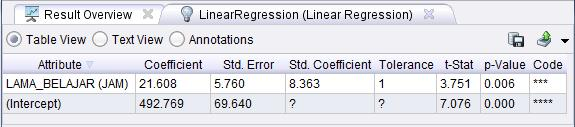 Result Overview LinearRegression (Linear Regression)
Table View Text View Annotations
Attribute Coefficient Std. Error Std. Coefficient Tolerance t-Stat p-Value Code
LAMA_BELAJAR (JAM) 21.608 5.760 8.363 1 3.751 0.006 ***
(Intercept) 492.769 69.640 ? ? 7.076 0.000 ****